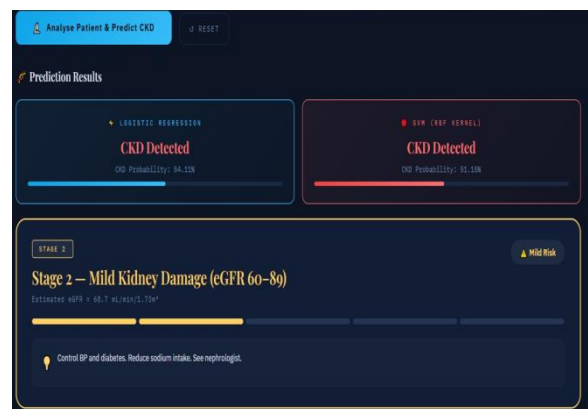 Analyse Patient & Predict CKD
↺ RESET
Prediction Results
LOGISTIC REGRESSION
CKD Detected
CKD Probability: 54.11%
SVM (RBF KERNEL)
CKD Detected
CKD Probability: 51.15%
STAGE 2
Mild Risk
Stage 2 — Mild Kidney Damage (eGFR 60–89)
Estimated eGFR ≈ 68.7 mL/min/1.73m²
Control BP and diabetes. Reduce sodium intake. See nephrologist.